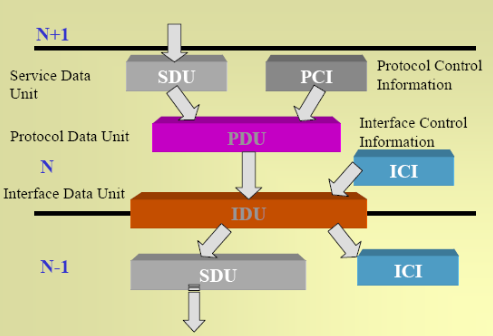 N+1
Service Data
Unit
SDU
PCI
Protocol Control
Information
Protocol Data Unit
PDU
Interface Control
Information
N
ICI
Interface Data Unit
IDU
N-1
SDU
ICI